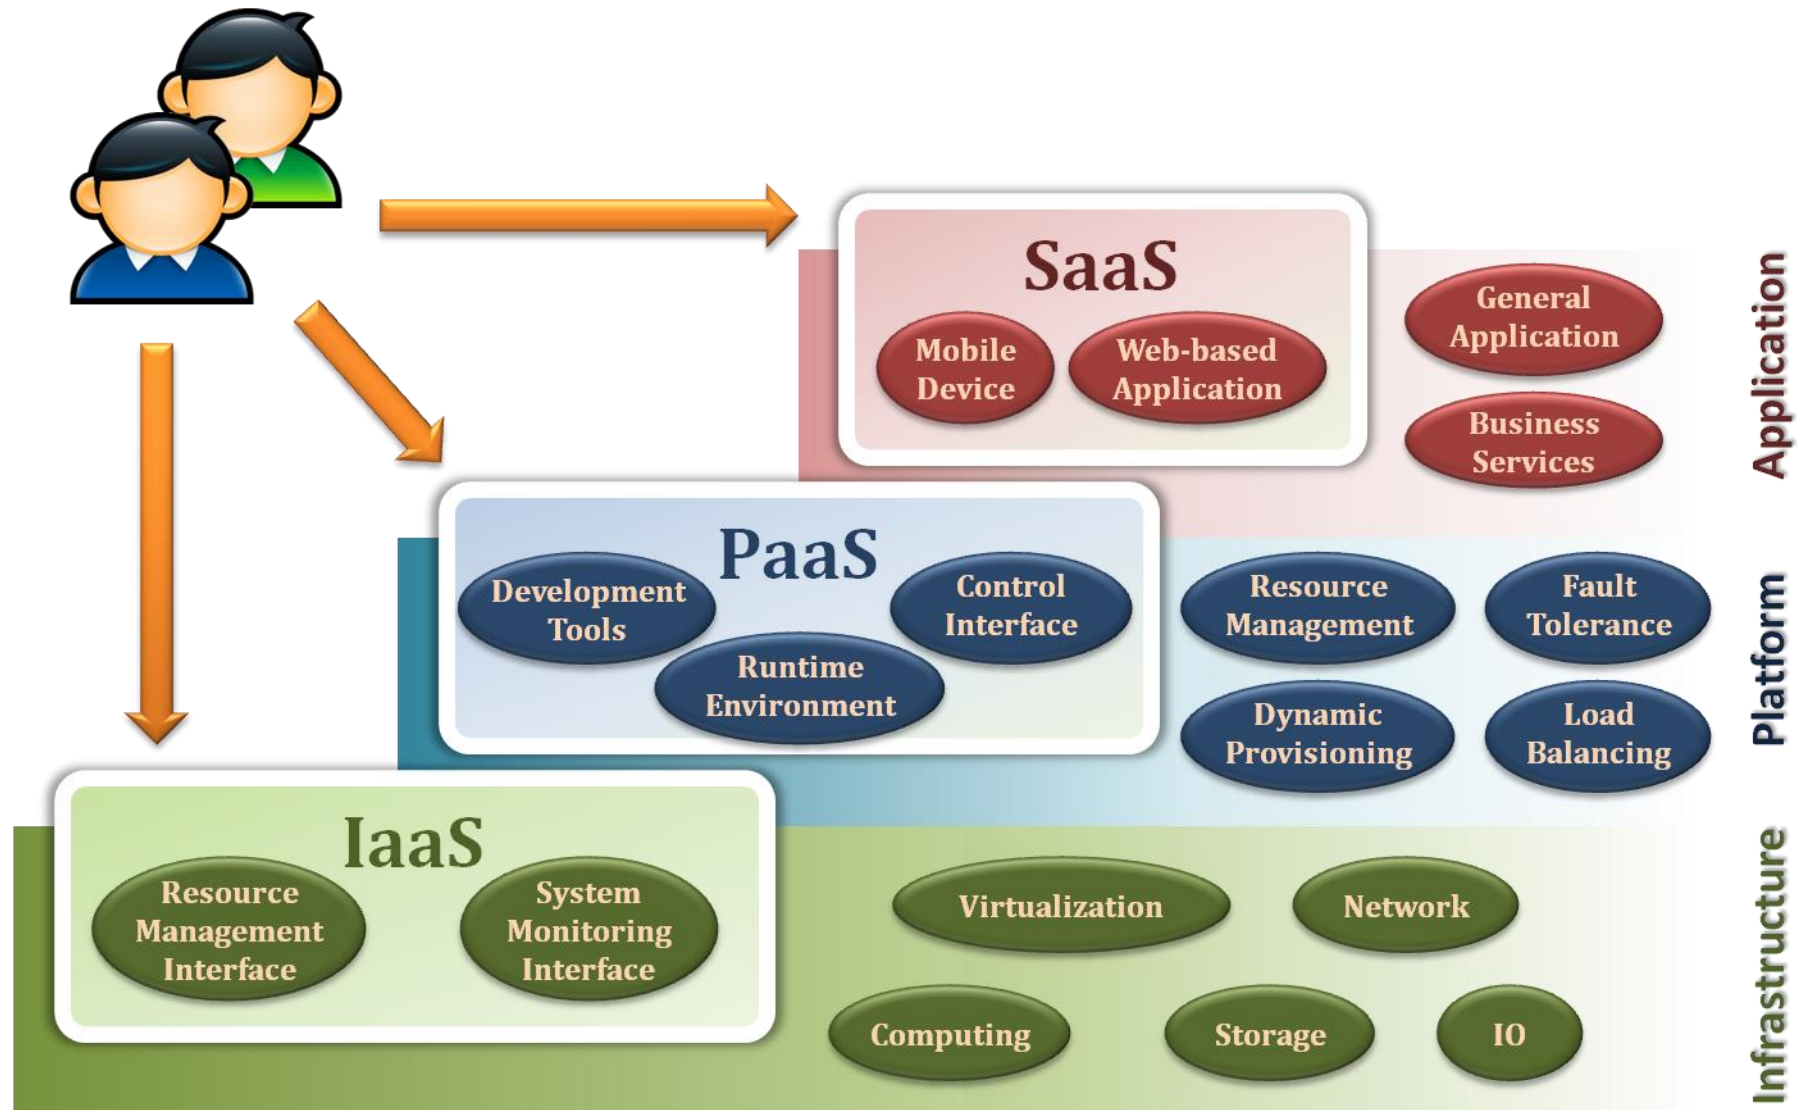 SaaS
Mobile
Device
Web-based
Application
General
Application
Business
Services
Application
PaaS
Development
Tools
Runtime
Environment
Control
Interface
Resource
Management
Fault
Tolerance
Dynamic
Provisioning
Load
Balancing
Platform
IaaS
Resource
Management
Interface
System
Monitoring
Interface
Virtualization
Network
Computing
Storage
IO
Infrastructure